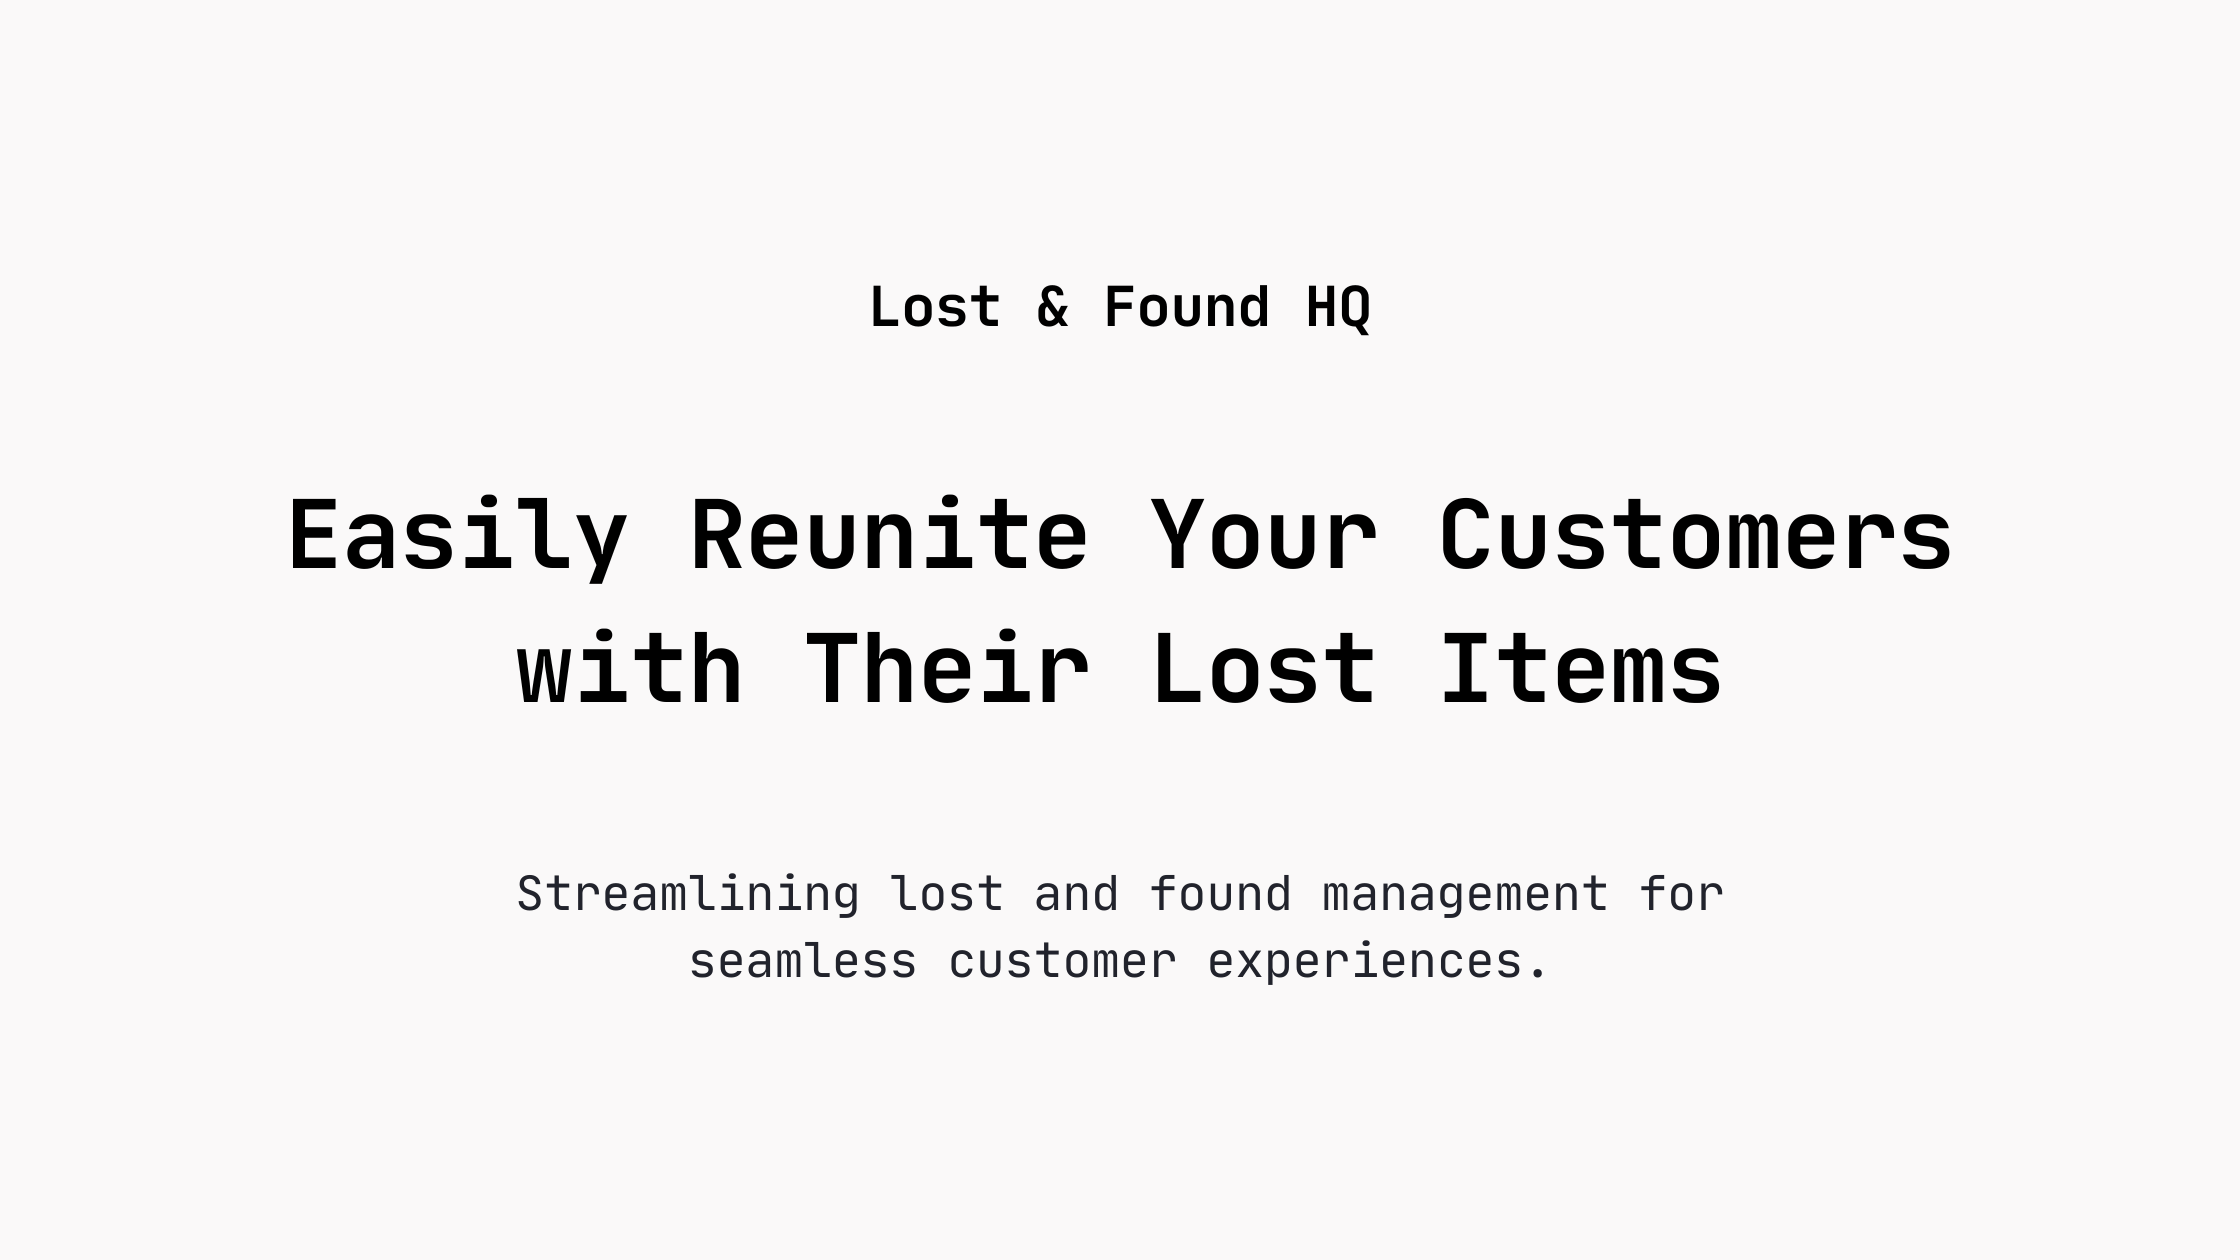 Lost & Found HQ
Easily Reunite Your Customers
with Their Lost Items
Streamlining lost and found management for
seamless customer experiences.